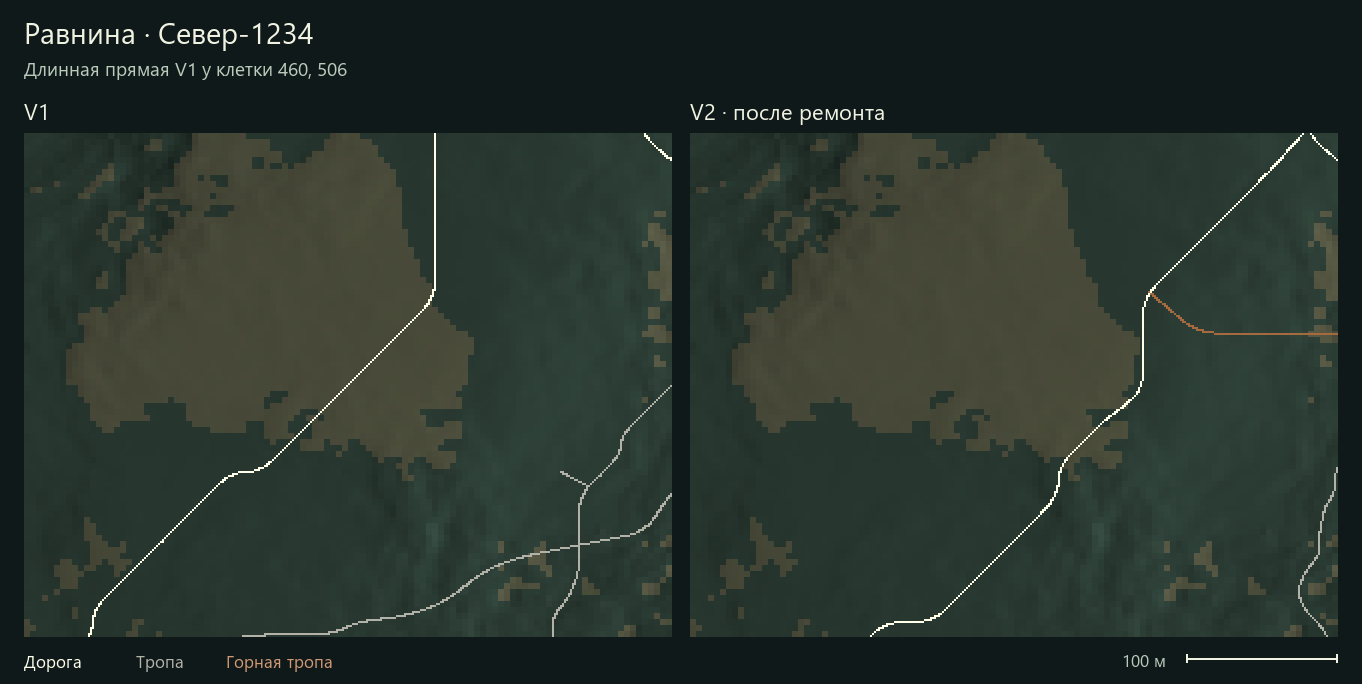 Равнина · Север-1234
Длинная прямая V1 у клетки 460, 506
V1
V2 · после ремонта
Дорога
Тропа
Горная тропа
100 м